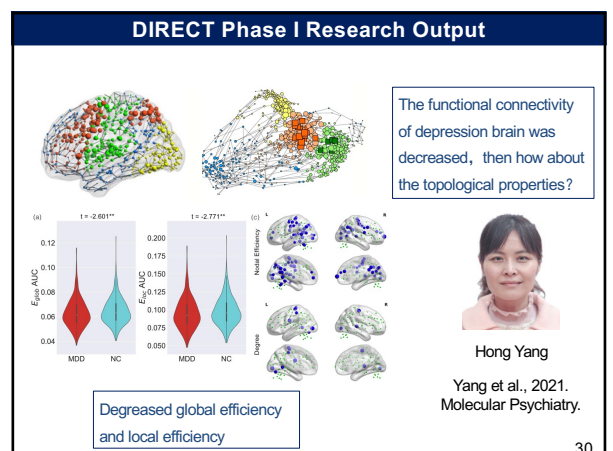 DIRECT Phase I Research Output
The functional connectivity
of depression brain was
decreased，then how about
the topological properties?
(a)
t = -2.601**
t = -2.771**
(c)
L
R
E_glob AUC
0.12
0.10
0.08
0.06
0.04
MDD
NC
E_loc AUC
0.200
0.175
0.150
0.125
0.100
0.075
0.050
MDD
NC
Nodal Efficiency
L
R
Degree
Hong Yang
Yang et al., 2021.
Molecular Psychiatry.
Degreased global efficiency
and local efficiency
30